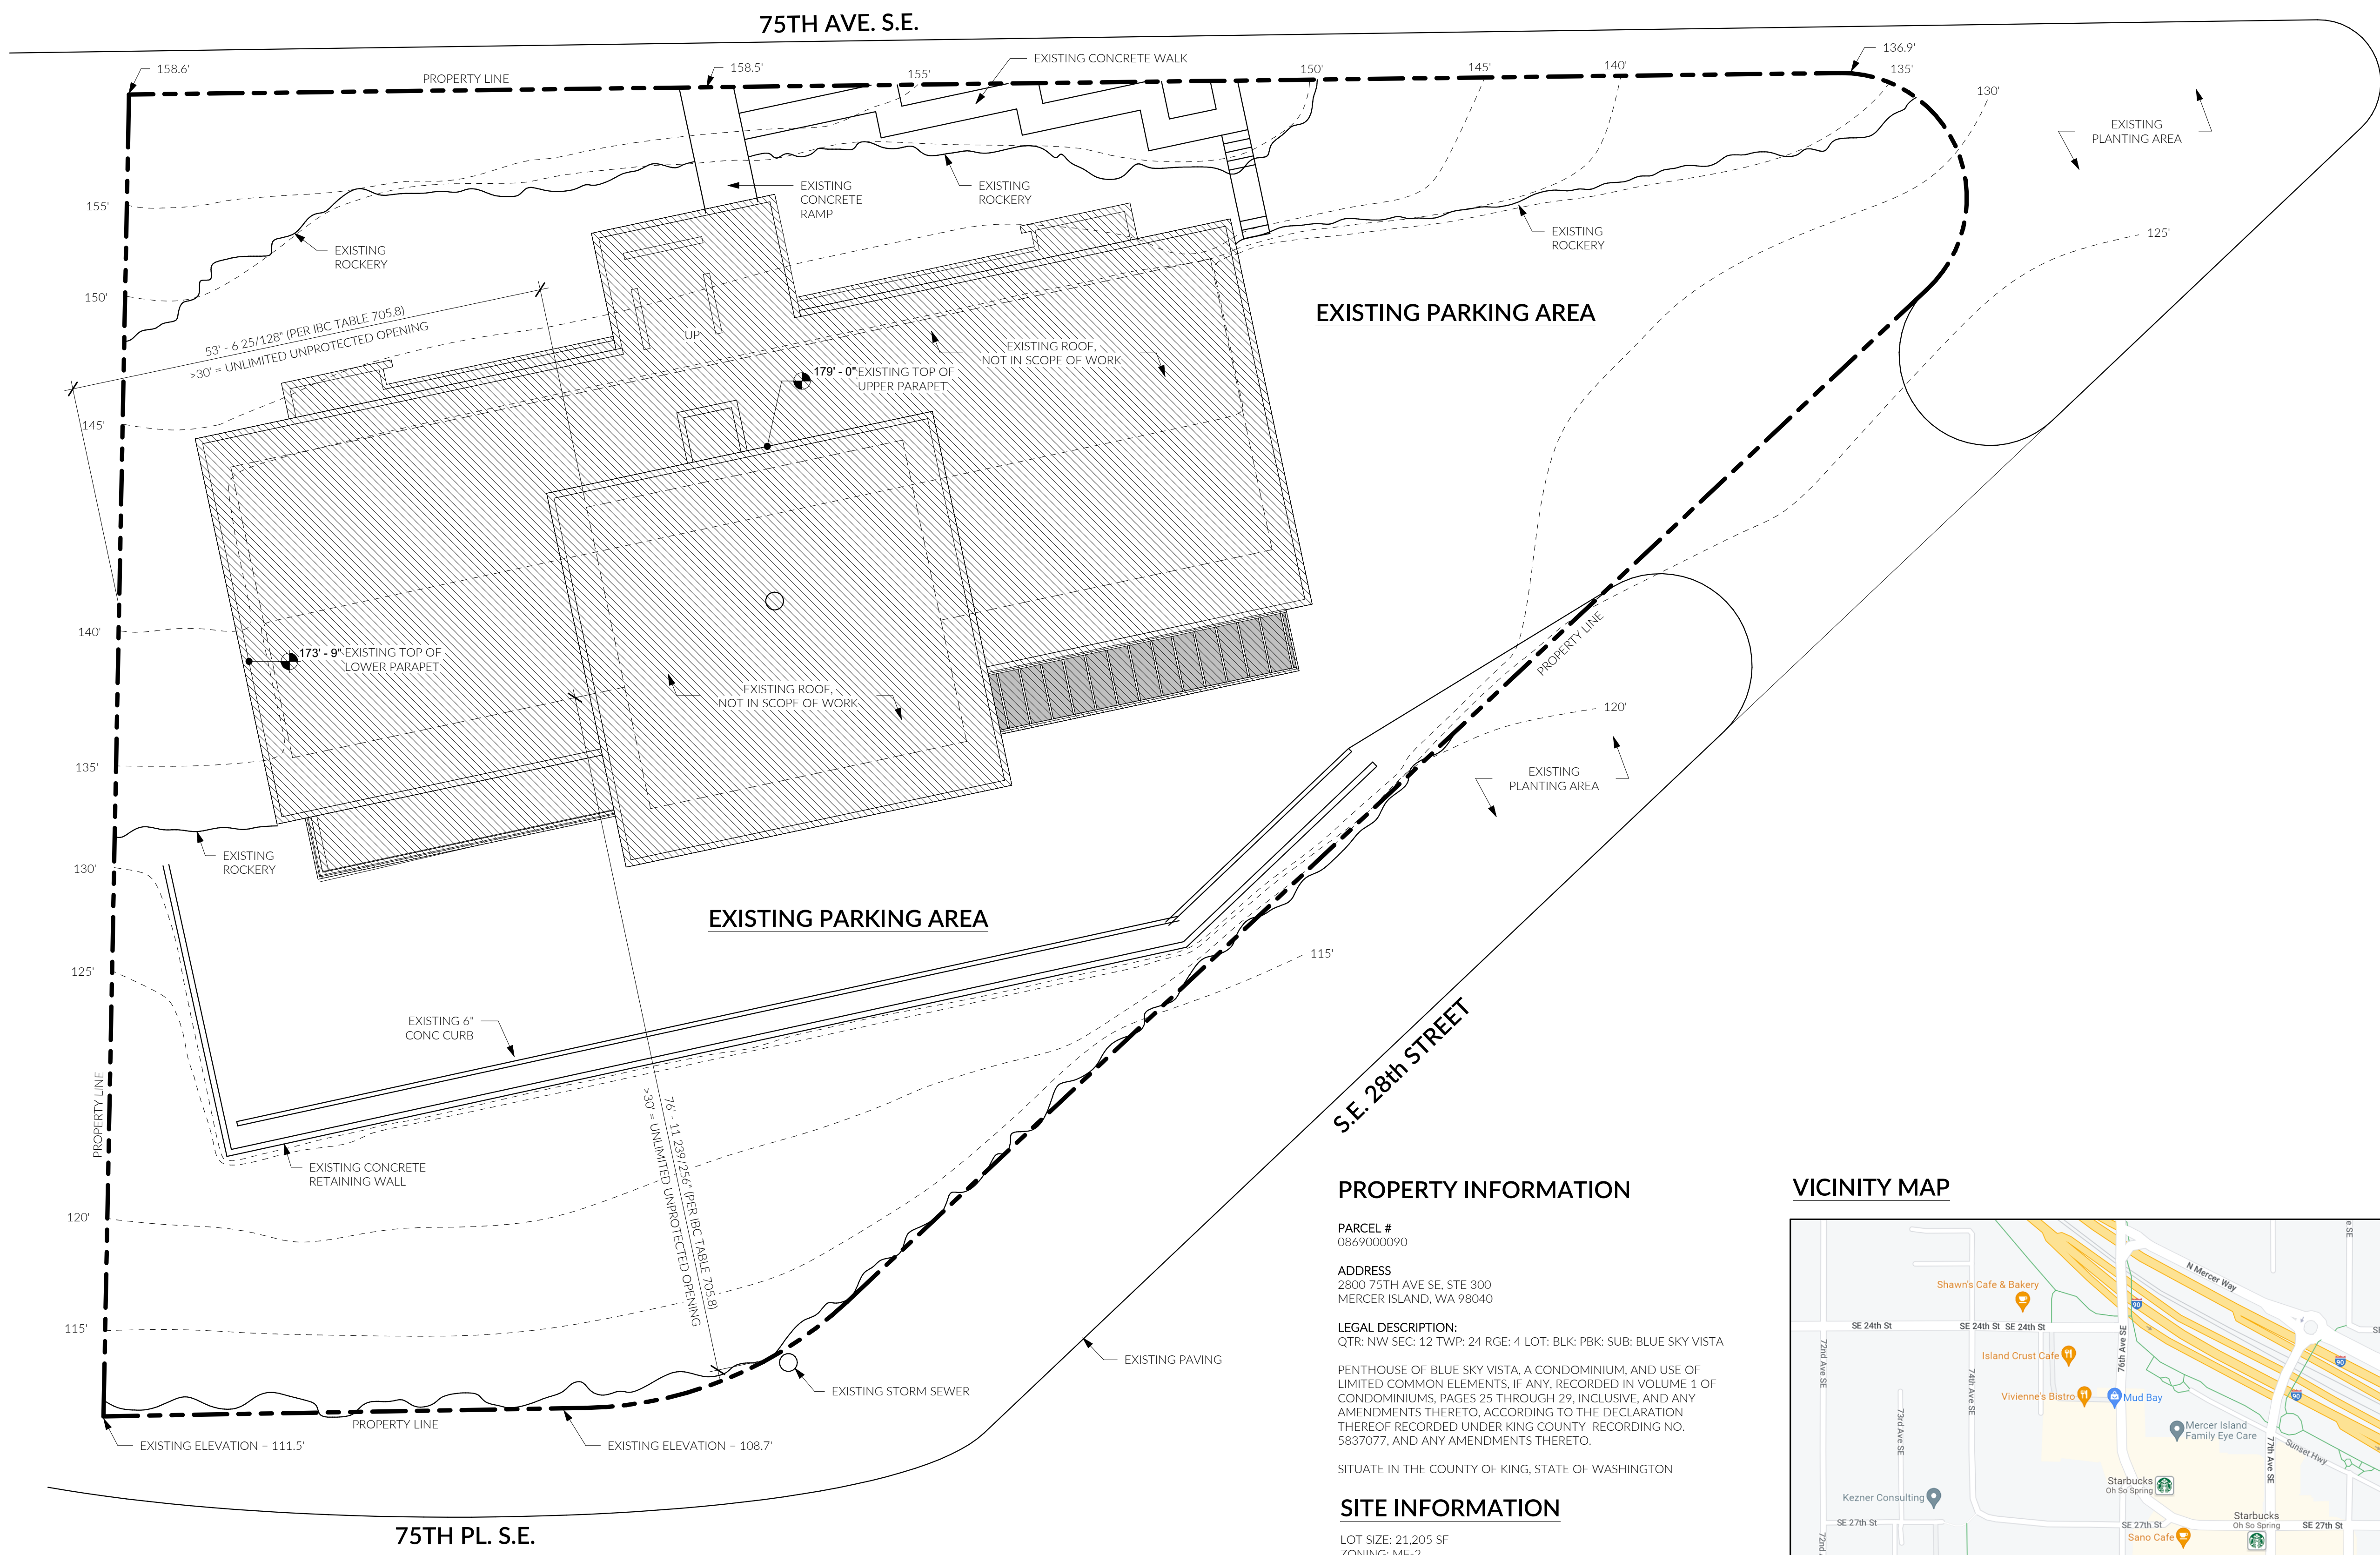 75TH AVE. S.E.
158.6'
PROPERTY LINE
158.5'
155'
EXISTING CONCRETE WALK
150'
145'
140'
136.9'
135'
130'
EXISTING
PLANTING AREA
155'
EXISTING
ROCKERY
EXISTING
CONCRETE
RAMP
EXISTING
ROCKERY
EXISTING
ROCKERY
125'
150'
53' - 6 25/128" (PER IBC TABLE 705.8)
>30' = UNLIMITED UNPROTECTED OPENING
UP
EXISTING PARKING AREA
EXISTING ROOF,
NOT IN SCOPE OF WORK
179' - 0"
EXISTING TOP OF
UPPER PARAPET
145'
140'
173' - 9"
EXISTING TOP OF
LOWER PARAPET
EXISTING ROOF,
NOT IN SCOPE OF WORK
PROPERTY LINE
120'
EXISTING
PLANTING AREA
135'
EXISTING
ROCKERY
130'
EXISTING PARKING AREA
125'
115'
EXISTING 6"
CONC CURB
S.E. 28th STREET
PROPERTY LINE
76' - 11 239/256" (PER IBC TABLE 705.8)
>30' = UNLIMITED UNPROTECTED OPENING
EXISTING CONCRETE
RETAINING WALL
120'
115'
EXISTING PAVING
EXISTING STORM SEWER
PROPERTY LINE
EXISTING ELEVATION = 111.5'
EXISTING ELEVATION = 108.7'
75TH PL. S.E.
PROPERTY INFORMATION
PARCEL #
0869000090
ADDRESS
2800 75TH AVE SE, STE 300
MERCER ISLAND, WA 98040
LEGAL DESCRIPTION:
QTR: NW SEC: 12 TWP: 24 RGE: 4 LOT: BLK: PBK: SUB: BLUE SKY VISTA
PENTHOUSE OF BLUE SKY VISTA, A CONDOMINIUM, AND USE OF
LIMITED COMMON ELEMENTS, IF ANY, RECORDED IN VOLUME 1 OF
CONDOMINIUMS, PAGES 25 THROUGH 29, INCLUSIVE, AND ANY
AMENDMENTS THERETO, ACCORDING TO THE DECLARATION
THEREOF RECORDED UNDER KING COUNTY RECORDING NO.
5837077, AND ANY AMENDMENTS THERETO.
SITUATE IN THE COUNTY OF KING, STATE OF WASHINGTON
SITE INFORMATION
LOT SIZE: 21,205 SF
ZONING: MF-2
VICINITY MAP
N Mercer Way
Shawn's Cafe & Bakery
90
SE 24th St
SE 24th St
SE 24th St
72nd Ave SE
74th Ave SE
76th Ave SE
Island Crust Cafe
90
90
Vivienne's Bistro
Mud Bay
73rd Ave SE
Mercer Island
Family Eye Care
77th Ave SE
Sunset Hwy
Starbucks
Oh So Spring
Kezner Consulting
SE 27th St
SE 27th St
Starbucks
Oh So Spring
SE 27th St
Sano Cafe